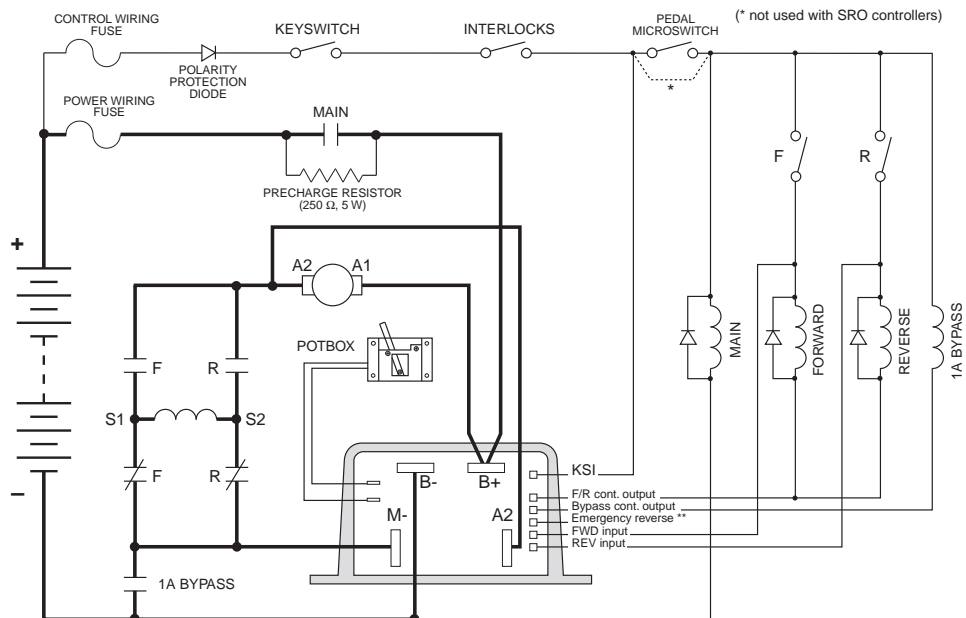 CONTROL WIRING
FUSE
KEYSWITCH
INTERLOCKS
PEDAL
MICROSWITCH
(* not used with SRO controllers)
POLARITY
PROTECTION
DIODE
*
POWER WIRING
FUSE
MAIN
PRECHARGE RESISTOR
(250 Ω, 5 W)
F
R
+
A2
A1
POTBOX
MAIN
FORWARD
REVERSE
1A BYPASS
F
R
S1
S2
F
R
–
B-
B+
M-
A2
KSI
F/R cont. output
Bypass cont. output
Emergency reverse **
FWD input
REV input
1A BYPASS